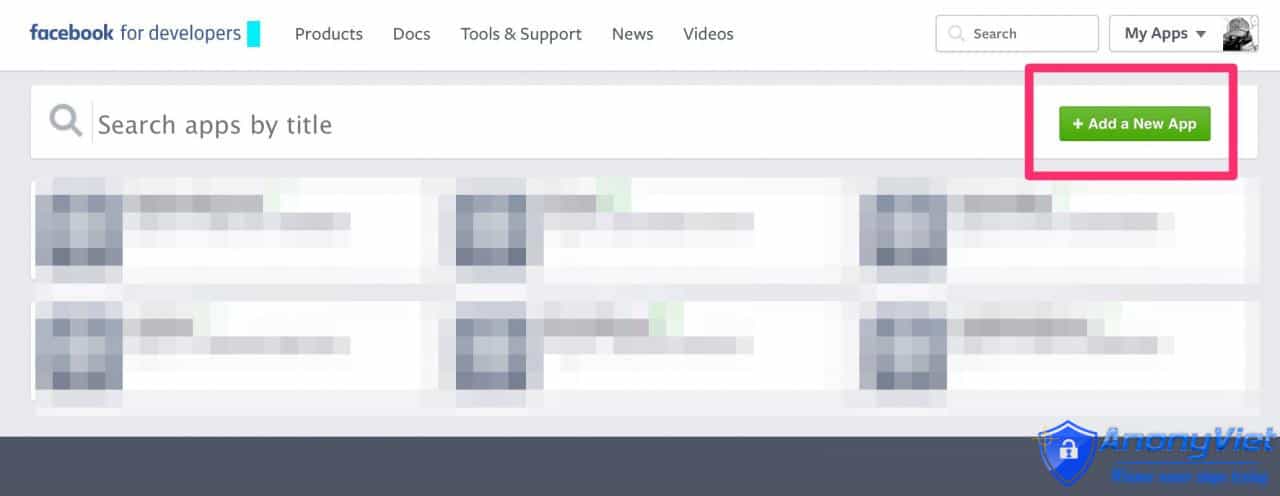 facebook for developers Products Docs Tools & Support News Videos Search My Apps
Search apps by title + Add a New App
AnonyViet